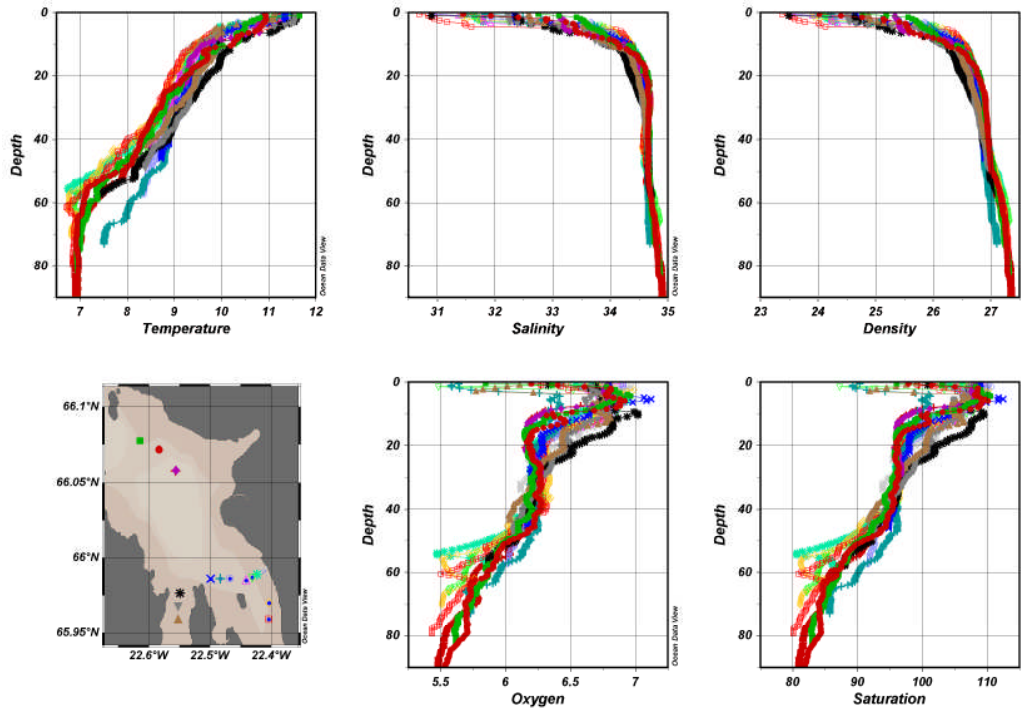 0
20
40
60
80
Depth
7 8 9 10 11 12
Temperature
Ocean Data View
0
20
40
60
80
Depth
31 32 33 34 35
Salinity
Ocean Data View
0
20
40
60
80
Depth
23 24 25 26 27
Density
66.1°N
66.05°N
66°N
65.95°N
22.6°W 22.5°W 22.4°W
Ocean Data View
0
20
40
60
80
Depth
5.5 6 6.5 7
Oxygen
Ocean Data View
0
20
40
60
80
Depth
80 90 100 110
Saturation